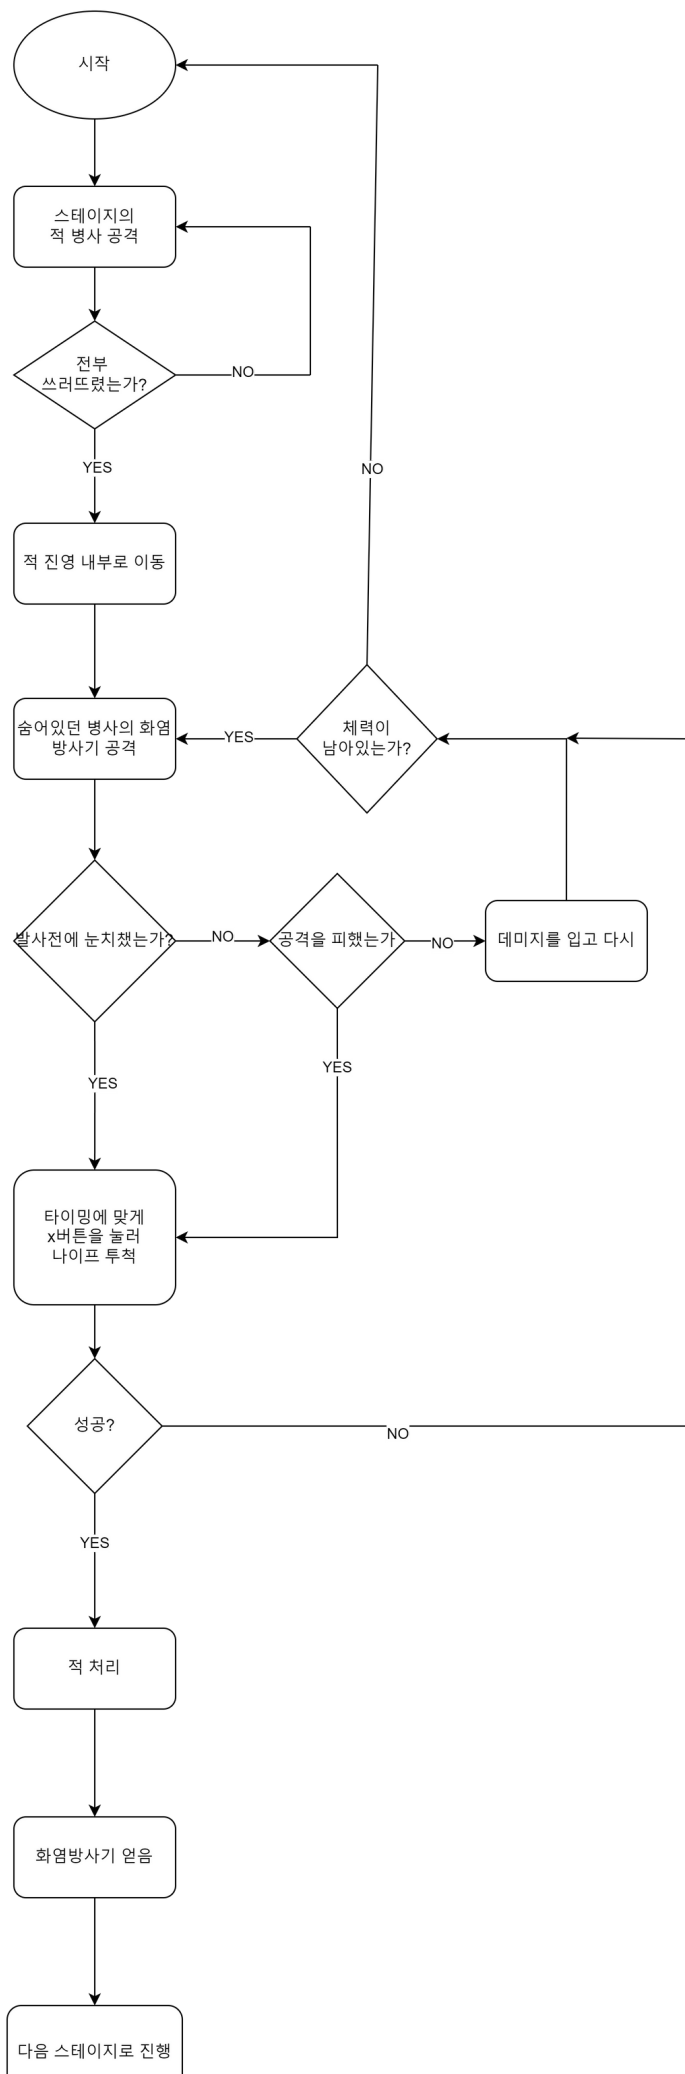 시작
스테이지의
적 병사 공격
전부
쓰러뜨렸는가?
NO
YES
NO
적 진영 내부로 이동
숨어있던 병사의 화염
방사기 공격
YES
체력이
남아있는가?
발사전에 눈치챘는가?
NO
공격을 피했는가
NO
데미지를 입고 다시
YES
YES
타이밍에 맞게
x버튼을 눌러
나이프 투척
성공?
NO
YES
적 처리
화염방사기 얻음
다음 스테이지로 진행